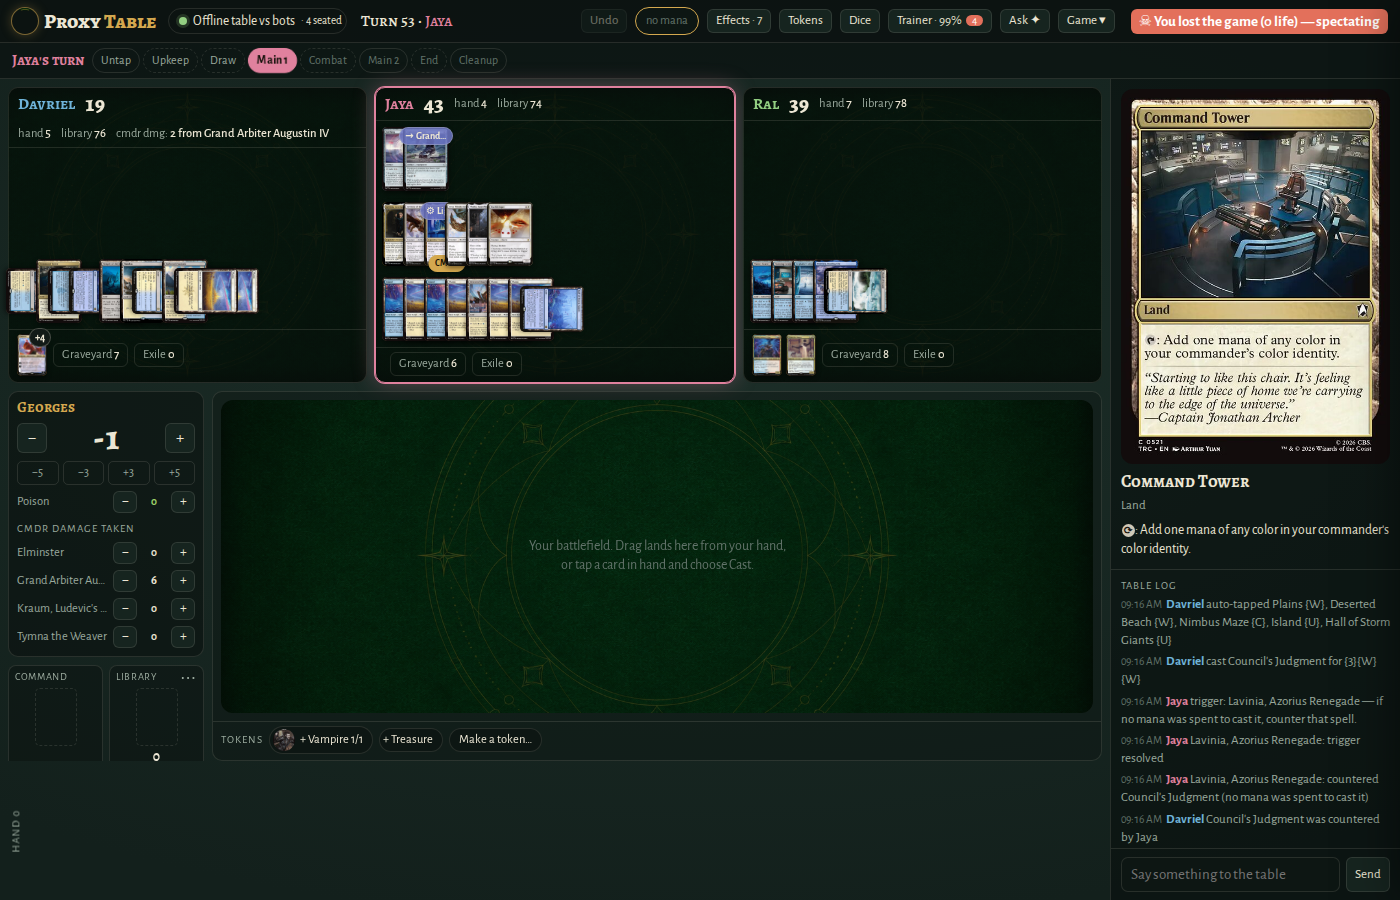 Proxy Table
Offline table vs bots · 4 seated
Turn 53 · Jaya
Undo
no mana
Effects · 7
Tokens
Dice
Trainer · 99% 4
Ask ✦
Game ▾
☠ You lost the game (0 life) — spectating
Jaya's turn
Untap
Upkeep
Draw
Main 1
Combat
Main 2
End
Cleanup
Davriel 19
hand 5 library 76 cmdr dmg: 2 from Grand Arbiter Augustin IV
+4
Graveyard 7
Exile 0
Jaya 43 hand 4 library 74
→ Grand...
Graveyard 6
Exile 0
Ral 39 hand 7 library 78
Graveyard 8
Exile 0
Georges
−
-1
+
−5
−3
+3
+5
Poison − 0 +
CMDR DAMAGE TAKEN
Elminster − 0 +
Grand Arbiter Au... − 6 +
Kraum, Ludevic's ... − 0 +
Tymna the Weaver − 0 +
COMMAND
LIBRARY ...
0
HAND 0
Your battlefield. Drag lands here from your hand,
or tap a card in hand and choose Cast.
TOKENS
+ Vampire 1/1
+ Treasure
Make a token...
Command Tower
Land
: Add one mana of any color in
your commander's color identity.
"Starting to like this chair. It's feeling
like a little piece of home we're carrying
to the edge of the universe."
—Captain Jonathan Archer
C 0521
TRC • EN Arthur Yuan
© 2026 CBS.
™ & © 2026 Wizards of the Coast
Command Tower
Land
: Add one mana of any color in your commander's
color identity.
TABLE LOG
09:16 AM Davriel auto-tapped Plains {W}, Deserted
Beach {W}, Nimbus Maze {C}, Island {U}, Hall of Storm
Giants {U}
09:16 AM Davriel cast Council's Judgment for {3}{W}
{W}
09:16 AM Jaya trigger: Lavinia, Azorius Renegade — if
no mana was spent to cast it, counter that spell.
09:16 AM Jaya Lavinia, Azorius Renegade: trigger
resolved
09:16 AM Jaya Lavinia, Azorius Renegade: countered
Council's Judgment (no mana was spent to cast it)
09:16 AM Davriel Council's Judgment was countered
by Jaya
Say something to the table
Send